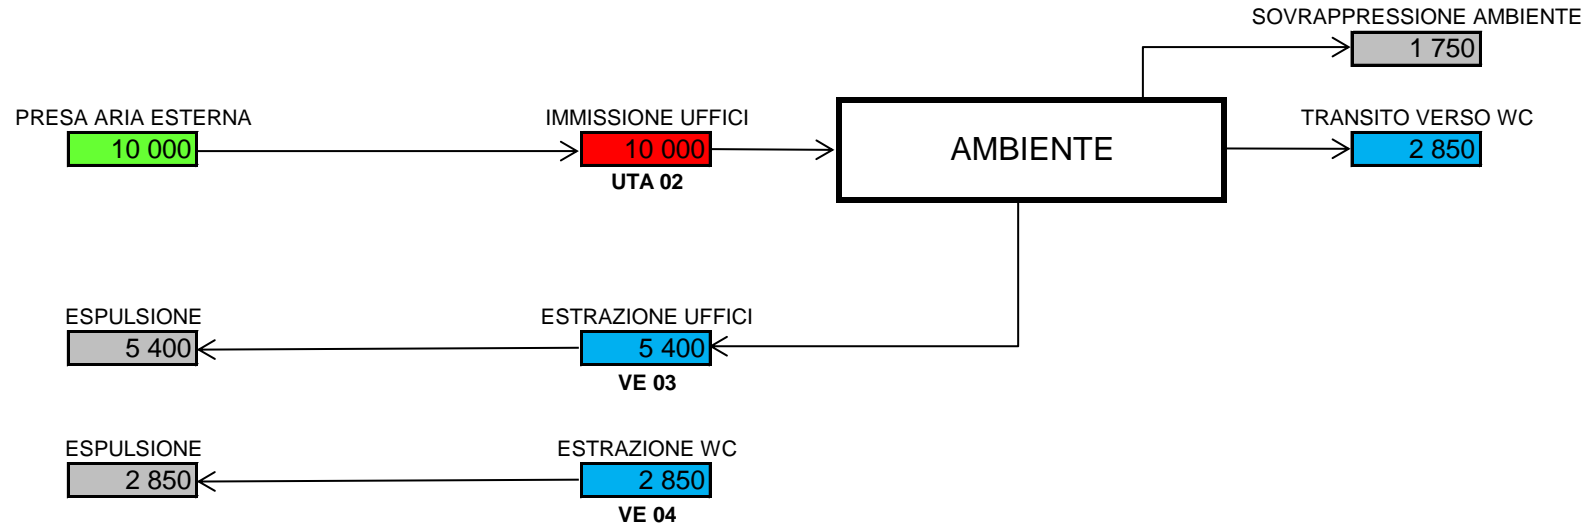 SOVRAPPRESSIONE AMBIENTE
1 750
PRESA ARIA ESTERNA
10 000
IMMISSIONE UFFICI
10 000
UTA 02
AMBIENTE
TRANSITO VERSO WC
2 850
ESPULSIONE
5 400
ESTRAZIONE UFFICI
5 400
VE 03
ESPULSIONE
2 850
ESTRAZIONE WC
2 850
VE 04